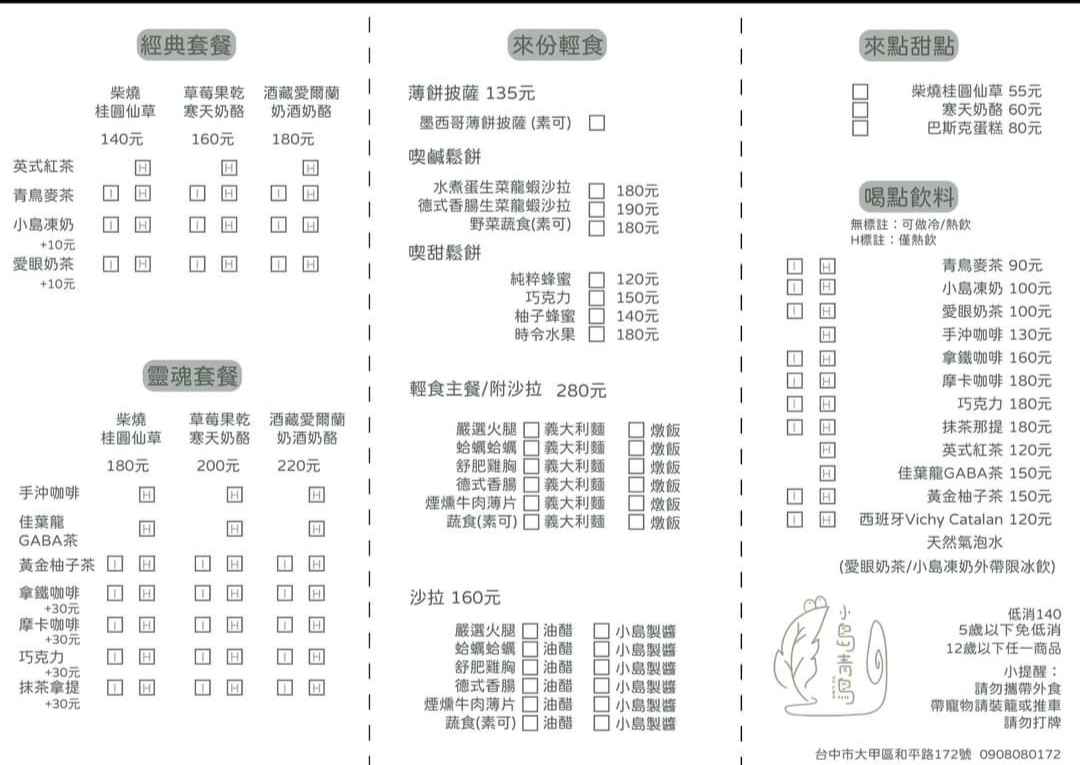 經典套餐
柴燒 草莓果乾 酒藏愛爾蘭
桂圓仙草 寒天奶酪 奶酒奶酪
140元 160元 180元
英式紅茶 H H H
青鳥麥茶 I H I H I H
小島凍奶 I H I H I H
+10元
愛眼奶茶 I H I H I H
+10元
靈魂套餐
柴燒 草莓果乾 酒藏愛爾蘭
桂圓仙草 寒天奶酪 奶酒奶酪
180元 200元 220元
手沖咖啡 H H H
佳葉龍
GABA茶 H H H
黃金柚子茶 I H I H I H
拿鐵咖啡 I H I H I H
+30元
摩卡咖啡 I H I H I H
+30元
巧克力 I H I H I H
+30元
抹茶拿提 I H I H I H
+30元
來份輕食
薄餅披薩 135元
墨西哥薄餅披薩 (素可)
喫鹹鬆餅
水煮蛋生菜龍蝦沙拉 180元
德式香腸生菜龍蝦沙拉 190元
野菜蔬食(素可) 180元
喫甜鬆餅
純粹蜂蜜 120元
巧克力 150元
柚子蜂蜜 140元
時令水果 180元
輕食主餐/附沙拉 280元
嚴選火腿 義大利麵 燉飯
蛤蠣蛤蠣 義大利麵 燉飯
舒肥雞胸 義大利麵 燉飯
德式香腸 義大利麵 燉飯
煙燻牛肉薄片 義大利麵 燉飯
蔬食(素可) 義大利麵 燉飯
沙拉 160元
嚴選火腿 油醋 小島製醬
蛤蠣蛤蠣 油醋 小島製醬
舒肥雞胸 油醋 小島製醬
德式香腸 油醋 小島製醬
煙燻牛肉薄片 油醋 小島製醬
蔬食(素可) 油醋 小島製醬
來點甜點
柴燒桂圓仙草 55元
寒天奶酪 60元
巴斯克蛋糕 80元
喝點飲料
無標註：可做冷/熱飲
H標註：僅熱飲
I H 青鳥麥茶 90元
I H 小島凍奶 100元
I H 愛眼奶茶 100元
H 手沖咖啡 130元
I H 拿鐵咖啡 160元
I H 摩卡咖啡 180元
I H 巧克力 180元
I H 抹茶那提 180元
H 英式紅茶 120元
H 佳葉龍GABA茶 150元
I H 黃金柚子茶 150元
I H 西班牙Vichy Catalan 120元
天然氣泡水
(愛眼奶茶/小島凍奶外帶限冰飲)
小島青鳥
低消140
5歲以下免低消
12歲以下任一商品
小提醒：
請勿攜帶外食
帶寵物請裝籠或推車
請勿打牌
台中市大甲區和平路172號 0908080172